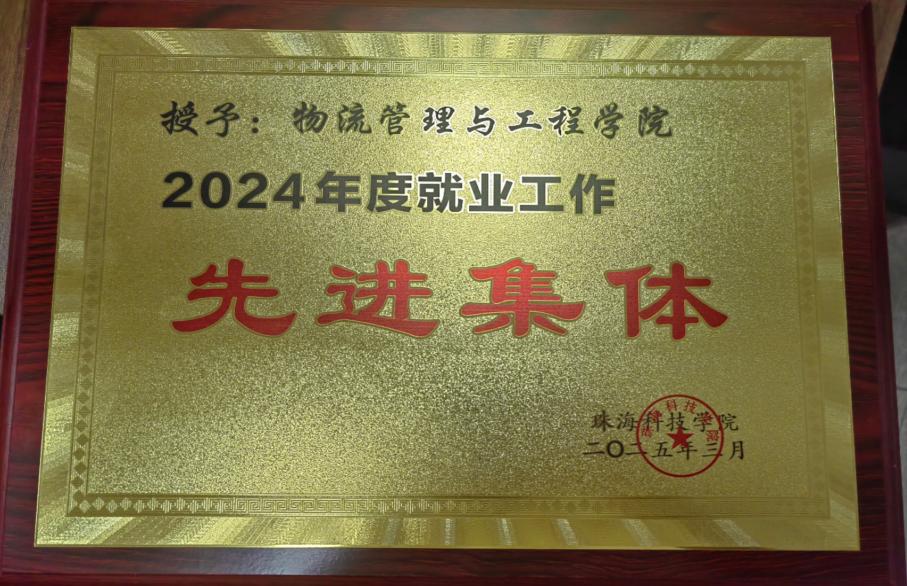 授予：物流管理与工程学院
2024年度就业工作
先进集体
珠海科技学院
二〇二五年三月